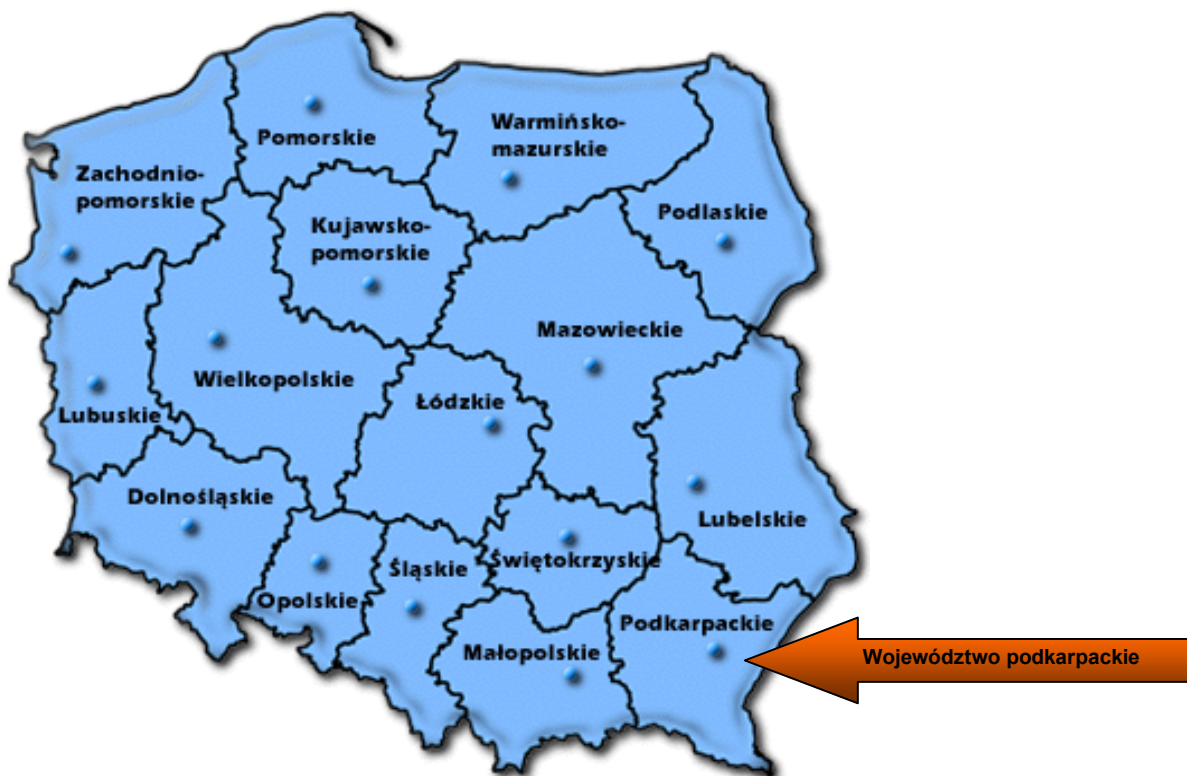 Pomorskie
Warmińsko-
mazurskie
Zachodnio-
pomorskie
Kujawsko-
pomorskie
Podlaskie
Mazowieckie
Wielkopolskie
Łódzkie
Lubuskie
Dolnośląskie
Lubelskie
Świętokrzyskie
Śląskie
Opolskie
Podkarpackie
Małopolskie
Województwo podkarpackie